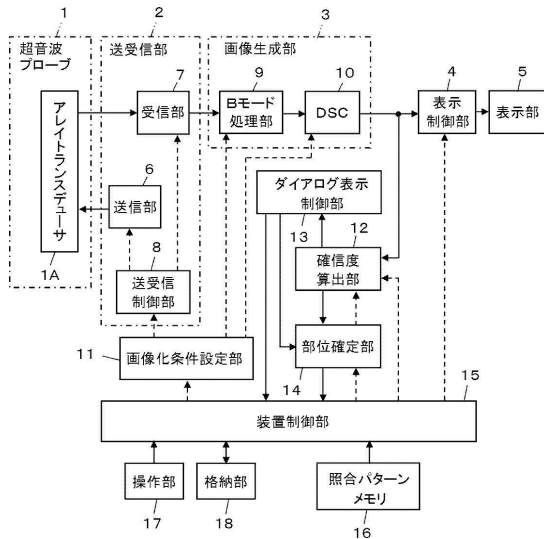 1
2
3
超音波
プローブ
送受信部
画像生成部
アレイトランスデューサ
1A
7
受信部
9
Bモード
処理部
10
DSC
4
表示
制御部
5
表示部
6
送信部
8
送受信
制御部
ダイアログ表示
制御部
13
12
確信度
算出部
11
画像化条件設定部
部位確定部
14
15
装置制御部
操作部
17
格納部
18
照合パターン
メモリ
16